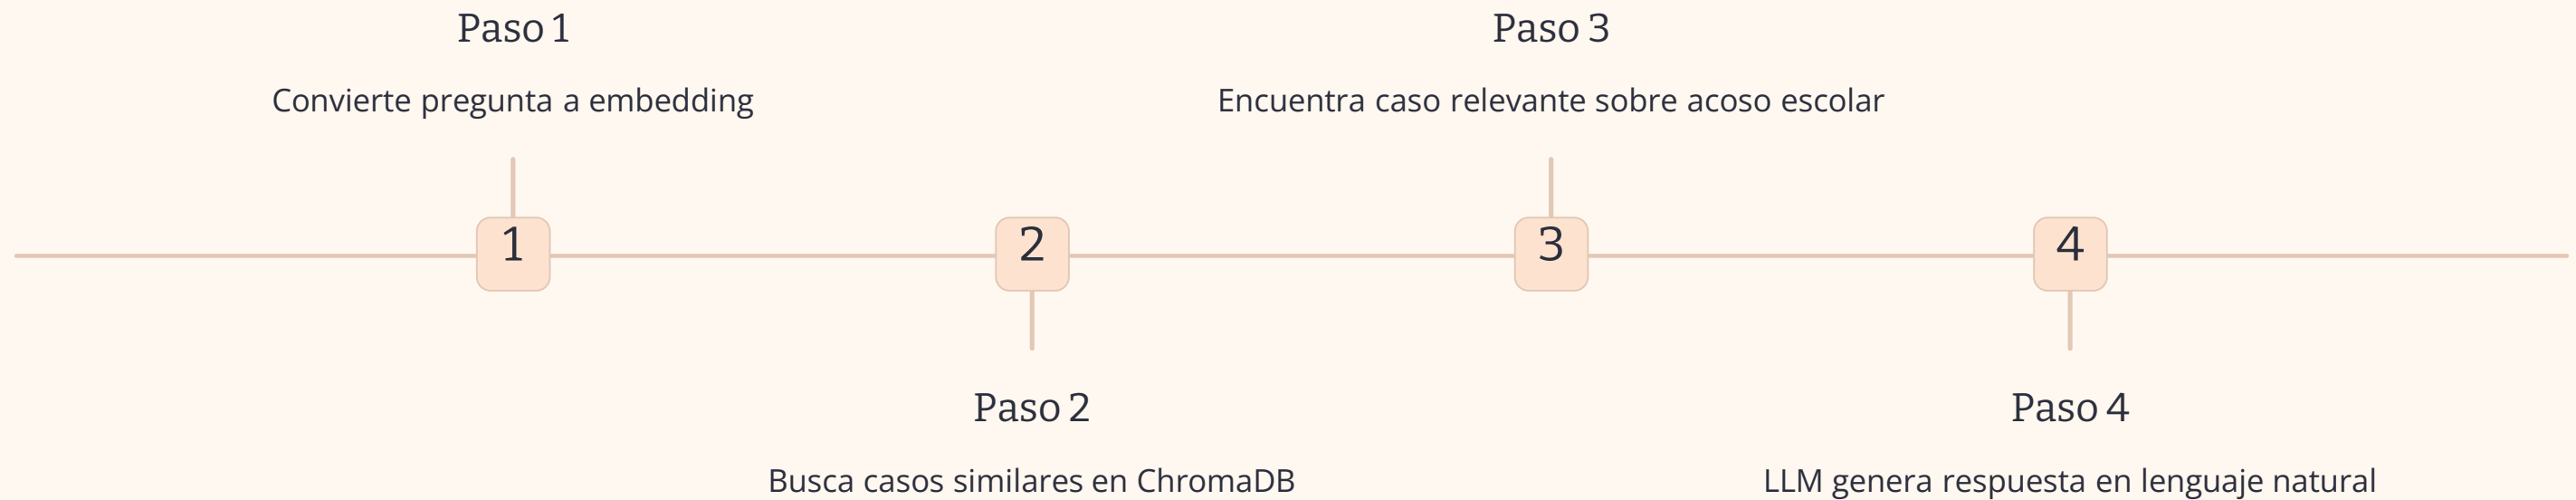 Paso 1
Convierte pregunta a embedding
1
2
Paso 2
Busca casos similares en ChromaDB
Paso 3
Encuentra caso relevante sobre acoso escolar
3
4
Paso 4
LLM genera respuesta en lenguaje natural